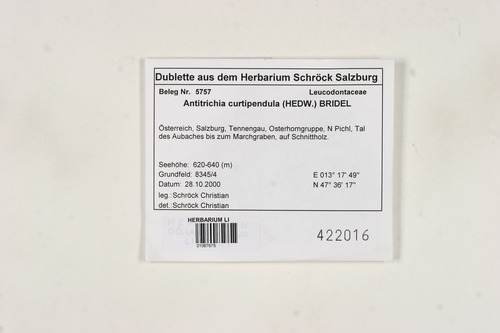 Dublette aus dem Herbarium Schröck Salzburg
Beleg Nr. 5757 Leucodontaceae
Antitrichia curtipendula (HEDW.) BRIDEL
Österreich, Salzburg, Tennengau, Osterhorngruppe, N Pichl, Tal
des Aubaches bis zum Marchgraben, auf Schnittholz.
Seehöhe: 620-640 (m)
Grundfeld: 8345/4 E 013° 17' 49"
Datum: 28.10.2000 N 47° 36' 17"
leg.: Schröck Christian
det.: Schröck Christian
HERBARIUM LI
422016